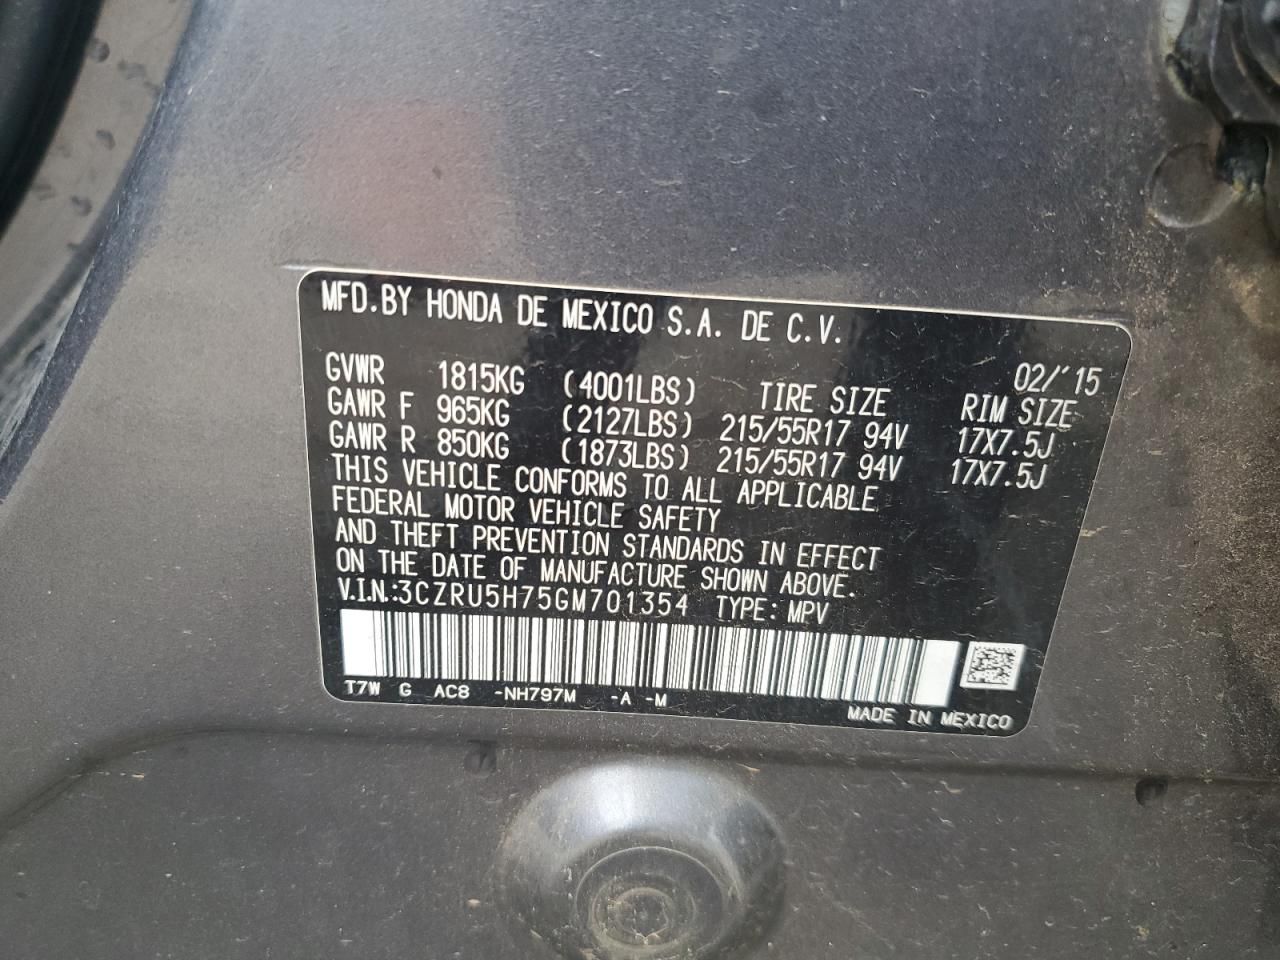 MFD.BY HONDA DE MEXICO S.A. DE C.V.
02/'15
GVWR 1815KG (4001LBS) TIRE SIZE RIM SIZE
GAWR F 965KG (2127LBS) 215/55R17 94V 17X7.5J
GAWR R 850KG (1873LBS) 215/55R17 94V 17X7.5J
THIS VEHICLE CONFORMS TO ALL APPLICABLE
FEDERAL MOTOR VEHICLE SAFETY
AND THEFT PREVENTION STANDARDS IN EFFECT
ON THE DATE OF MANUFACTURE SHOWN ABOVE.
V.I.N.:3CZRU5H75GM701354 TYPE: MPV
T7W G AC8 -NH797M -A -M
MADE IN MEXICO